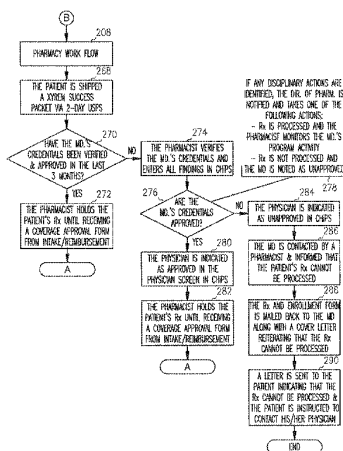 B
208
PHARMACY WORK FLOW
268
THE PATIENT IS SHIPPED
A XYREM SUCCESS
PACKET VIA 2-DAY USPS
270
HAVE THE MD.'S
CREDENTIALS BEEN VERIFIED
& APPROVED IN THE LAST
3 MONTHS?
NO
YES
272
THE PHARMACIST HOLDS THE
PATIENT'S Rx UNTIL RECEIVING
A COVERAGE APPROVAL FORM
FROM INTAKE/REIMBURSEMENT
A
274
THE PHARMACIST VERIFIES
THE MD.'S CREDENTIALS AND
ENTERS ALL FINDINGS IN CHIPS
276
ARE THE
MD.'S CREDENTIALS
APPROVED?
NO
YES
280
THE PHYSICIAN IS INDICATED
AS APPROVED IN THE
PHYSICIAN SCREEN IN CHIPS
282
THE PHARMACIST HOLDS THE
PATIENT'S Rx UNTIL RECEIVING
A COVERAGE APPROVAL FORM
FROM INTAKE/REIMBURSEMENT
A
IF ANY DISCIPLINARY ACTIONS ARE
IDENTIFIED, THE DIR. OF PHARM. IS
NOTIFIED AND TAKES ONE OF THE
FOLLOWING ACTIONS:
- Rx IS PROCESSED AND THE
PHARMACIST MONITORS THE MD.'S
PROGRAM ACTIVITY
- Rx IS NOT PROCESSED AND
THE MD IS NOTED AS UNAPPROVED
278
284
THE PHYSICIAN IS INDICATED
AS UNAPPROVED IN CHIPS
286
THE MD IS CONTACTED BY A
PHARMACIST & INFORMED THAT
THE PATIENT'S Rx CANNOT
BE PROCESSED
288
THE Rx AND ENROLLMENT FORM
IS MAILED BACK TO THE MD
ALONG WITH A COVER LETTER
REITERATING THAT THE Rx
CANNOT BE PROCESSED
290
A LETTER IS SENT TO THE
PATIENT INDICATING THAT THE
Rx CANNOT BE PROCESSED &
THE PATIENT IS INSTRUCTED TO
CONTACT HIS/HER PHYSICIAN
END